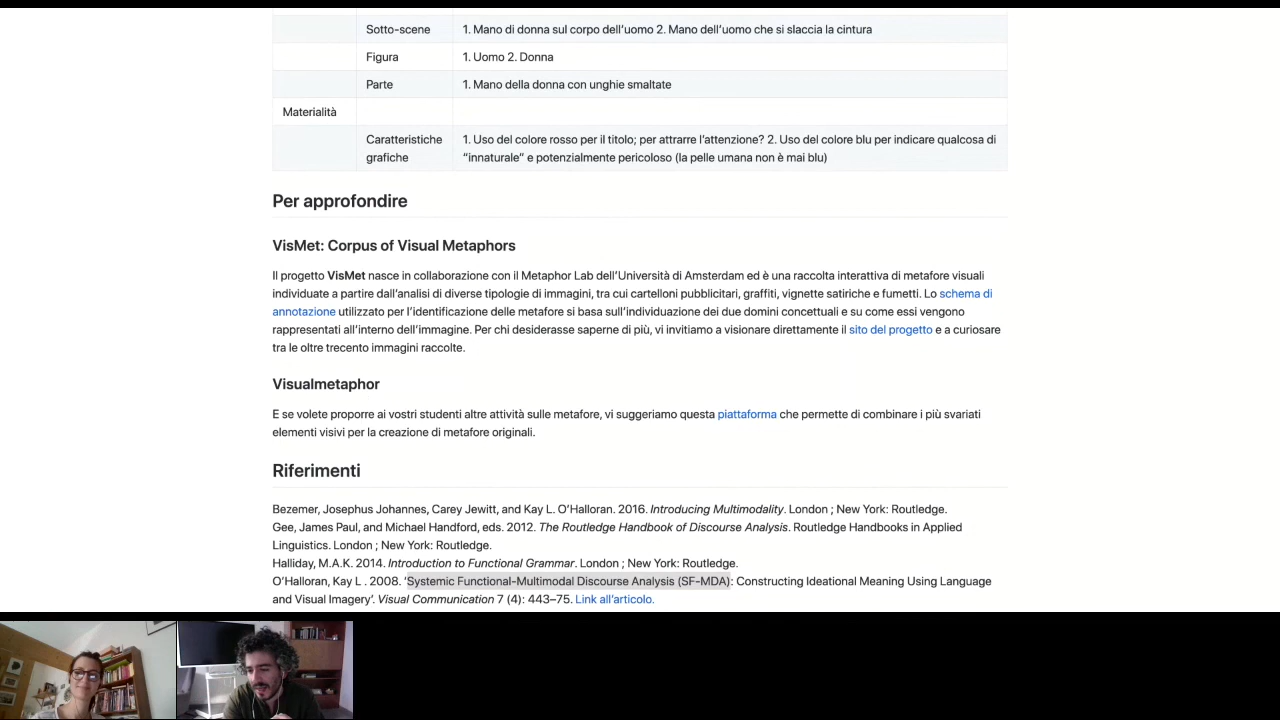 Sotto-scene 1. Mano di donna sul corpo dell'uomo 2. Mano dell'uomo che si slaccia la cintura
Figura 1. Uomo 2. Donna
Parte 1. Mano della donna con unghie smaltate
Materialità
Caratteristiche grafiche 1. Uso del colore rosso per il titolo; per attrarre l'attenzione? 2. Uso del colore blu per indicare qualcosa di
"innaturale" e potenzialmente pericoloso (la pelle umana non è mai blu)
Per approfondire
VisMet: Corpus of Visual Metaphors
Il progetto VisMet nasce in collaborazione con il Metaphor Lab dell'Università di Amsterdam ed è una raccolta interattiva di metafore visuali
individuate a partire dall'analisi di diverse tipologie di immagini, tra cui cartelloni pubblicitari, graffiti, vignette satiriche e fumetti. Lo schema di
annotazione utilizzato per l'identificazione delle metafore si basa sull'individuazione dei due domini concettuali e su come essi vengono
rappresentati all'interno dell'immagine. Per chi desiderasse saperne di più, vi invitiamo a visionare direttamente il sito del progetto e a curiosare
tra le oltre trecento immagini raccolte.
Visualmetaphor
E se volete proporre ai vostri studenti altre attività sulle metafore, vi suggeriamo questa piattaforma che permette di combinare i più svariati
elementi visivi per la creazione di metafore originali.
Riferimenti
Bezemer, Josephus Johannes, Carey Jewitt, and Kay L. O'Halloran. 2016. Introducing Multimodality. London ; New York: Routledge.
Gee, James Paul, and Michael Handford, eds. 2012. The Routledge Handbook of Discourse Analysis. Routledge Handbooks in Applied
Linguistics. London ; New York: Routledge.
Halliday, M.A.K. 2014. Introduction to Functional Grammar. London ; New York: Routledge.
O'Halloran, Kay L . 2008. 'Systemic Functional-Multimodal Discourse Analysis (SF-MDA): Constructing Ideational Meaning Using Language
and Visual Imagery'. Visual Communication 7 (4): 443–75. Link all'articolo.